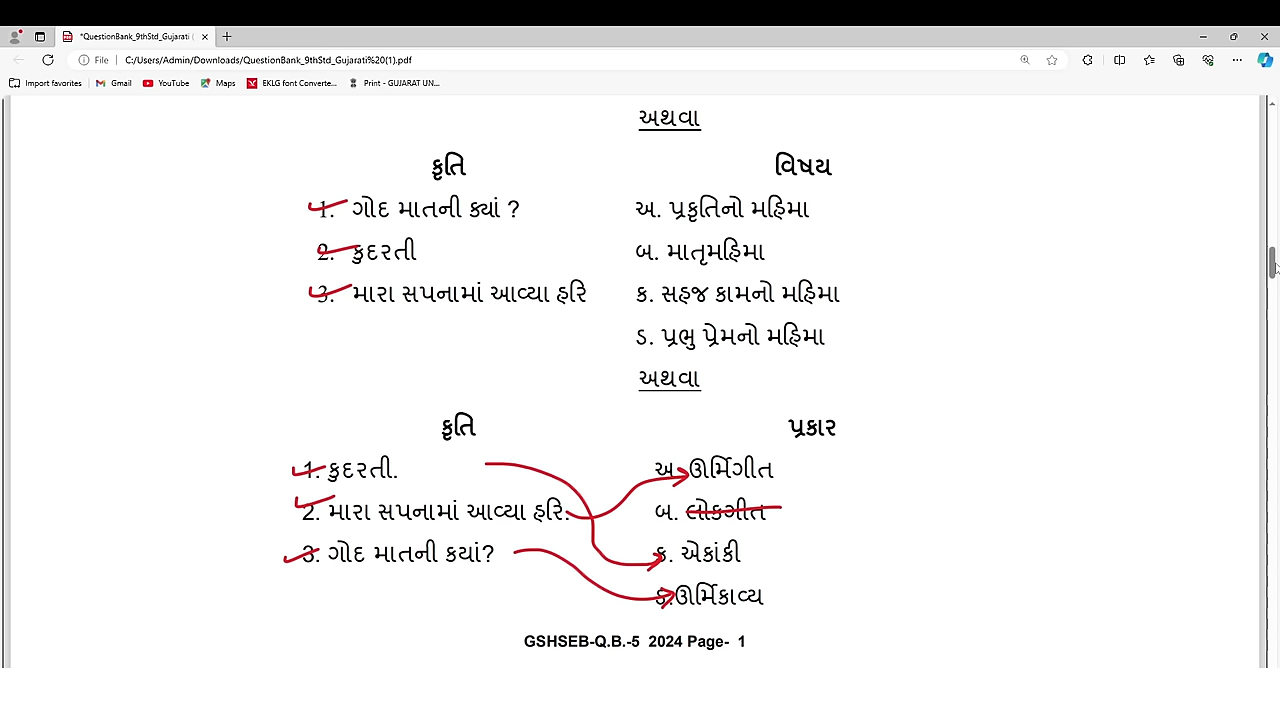 *QuestionBank_9thStd_Gujarati (
File C:/Users/Admin/Downloads/QuestionBank_9thStd_Gujarati%20(1).pdf
Import favorites Gmail YouTube Maps EKLG font Converte... Print - GUJARAT UN...
અથવા
કૃતિ વિષય
1. ગોદ માતની ક્યાં ? અ. પ્રકૃતિનો મહિમા
2. કુદરતી બ. માતૃમહિમા
3. મારા સપનામાં આવ્યા હરિ ક. સહજ કામનો મહિમા
ડ. પ્રભુ પ્રેમનો મહિમા
અથવા
કૃતિ પ્રકાર
1. કુદરતી. અ. ઊર્મિગીત
2. મારા સપનામાં આવ્યા હરિ. બ. લોકગીત
3. ગોદ માતની કયાં? ક. એકાંકી
ડ.ઊર્મિકાવ્ય
GSHSEB-Q.B.-5 2024 Page- 1